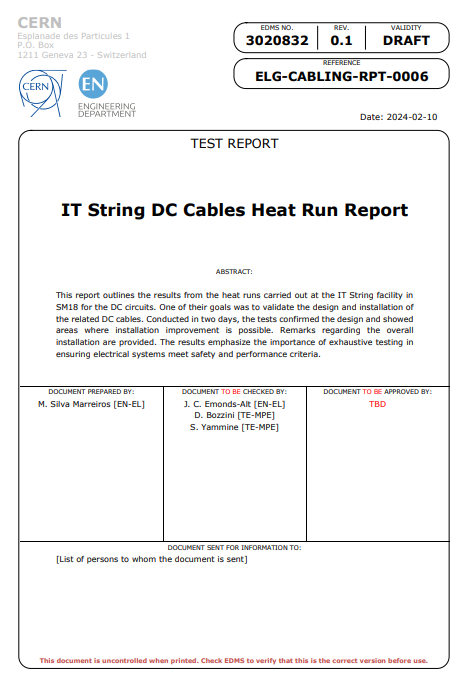 CERN
Esplanade des Particules 1
P.O. Box
1211 Geneva 23 - Switzerland
EDMS NO. REV. VALIDITY
3020832 0.1 DRAFT
REFERENCE
ELG-CABLING-RPT-0006
CERN
EN
ENGINEERING
DEPARTMENT
Date: 2024-02-10
TEST REPORT
IT String DC Cables Heat Run Report
ABSTRACT:
This report outlines the results from the heat runs carried out at the IT String facility in
SM18 for the DC circuits. One of their goals was to validate the design and installation of
the related DC cables. Conducted in two days, the tests confirmed the design and showed
areas where installation improvement is possible. Remarks regarding the overall
installation are provided. The results emphasize the importance of exhaustive testing in
ensuring electrical systems meet safety and performance criteria.
DOCUMENT PREPARED BY:
M. Silva Marreiros [EN-EL]
DOCUMENT TO BE CHECKED BY:
J. C. Emonds-Alt [EN-EL]
D. Bozzini [TE-MPE]
S. Yammine [TE-MPE]
DOCUMENT TO BE APPROVED BY:
TBD
DOCUMENT SENT FOR INFORMATION TO:
[List of persons to whom the document is sent]
This document is uncontrolled when printed. Check EDMS to verify that this is the correct version before use.